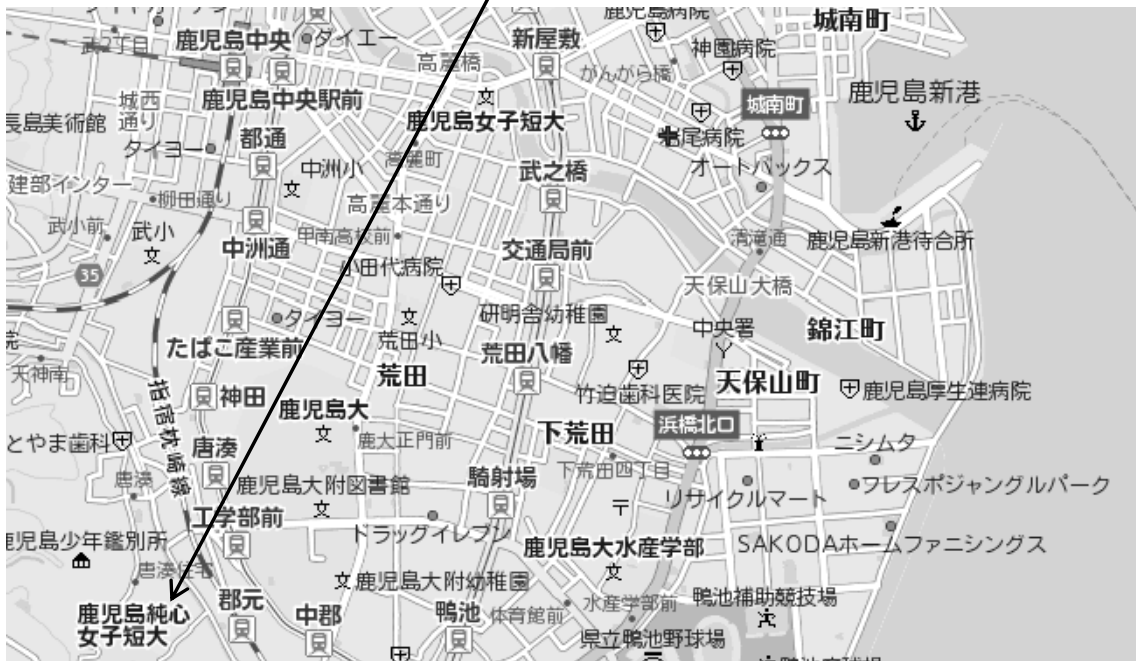 鹿児島病院
城南町
武2丁目
鹿児島中央
ダイエー
高麗橋
新屋敷
神園病院
がんがら橋
鹿児島中央駅前
城西
通り
鹿児島女子短大
城南町
鹿児島新港
長島美術館
タイヨー
都通
中洲小
高麗町
武之橋
オートバックス
建部インター
柳田通り
高麗本通り
武小前
武小
中洲通
甲南高校前
交通局前
清滝通
鹿児島新港待合所
35
小田代病院
天保山大橋
タイヨー
荒田小
研明舎幼稚園
中央署
錦江町
たばこ産業前
荒田八幡
天神南
荒田
竹迫歯科医院
天保山町
鹿児島厚生連病院
指宿枕崎線
神田
鹿児島大
下荒田
浜橋北口
とやま歯科
唐湊
鹿大正門前
ニシムタ
唐湊
下荒田四丁目
鹿児島大附図書館
騎射場
リサイクルマート
フレスポジャングルパーク
工学部前
ドラッグイレブン
鹿児島少年鑑別所
鹿児島大水産学部
SAKODAホームファニシングス
唐湊住宅
鹿児島大附幼稚園
鹿児島純心
女子短大
郡元
中郡
鴨池
体育館前
水産学部前
鴨池補助競技場
県立鴨池野球場